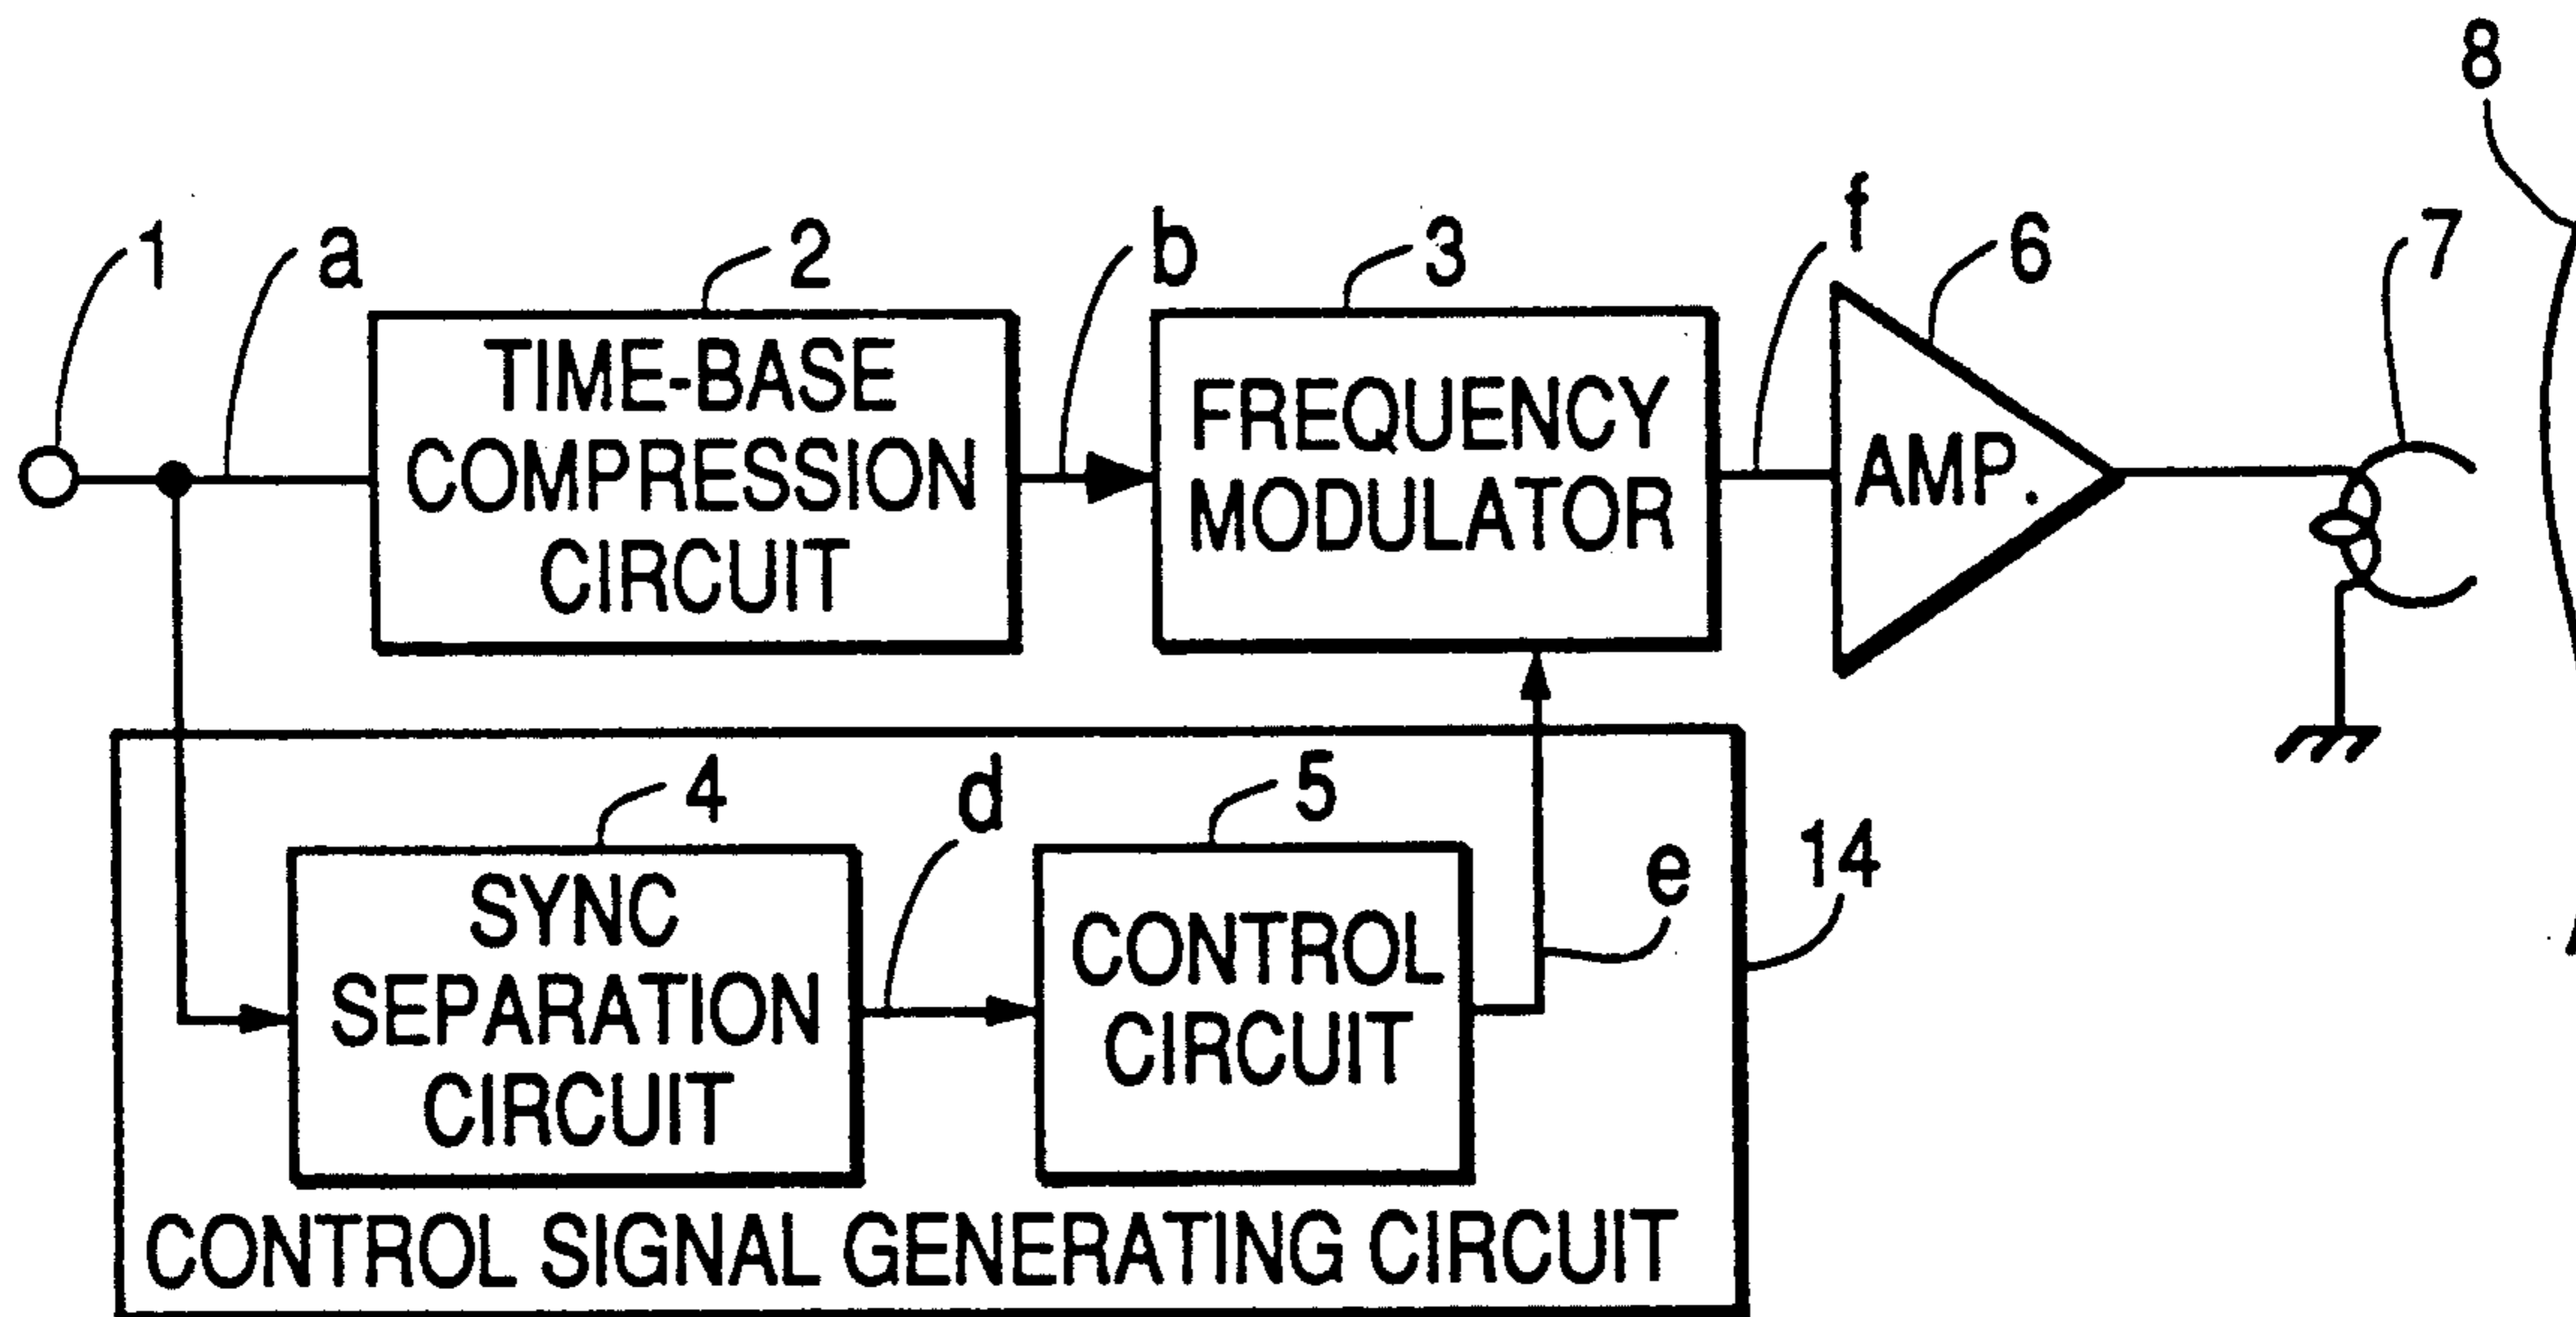 8
1
a
2
b
3
f
6
7
TIME-BASE
COMPRESSION
CIRCUIT
FREQUENCY
MODULATOR
AMP.
4
d
5
e
14
SYNC
SEPARATION
CIRCUIT
CONTROL
CIRCUIT
CONTROL SIGNAL GENERATING CIRCUIT